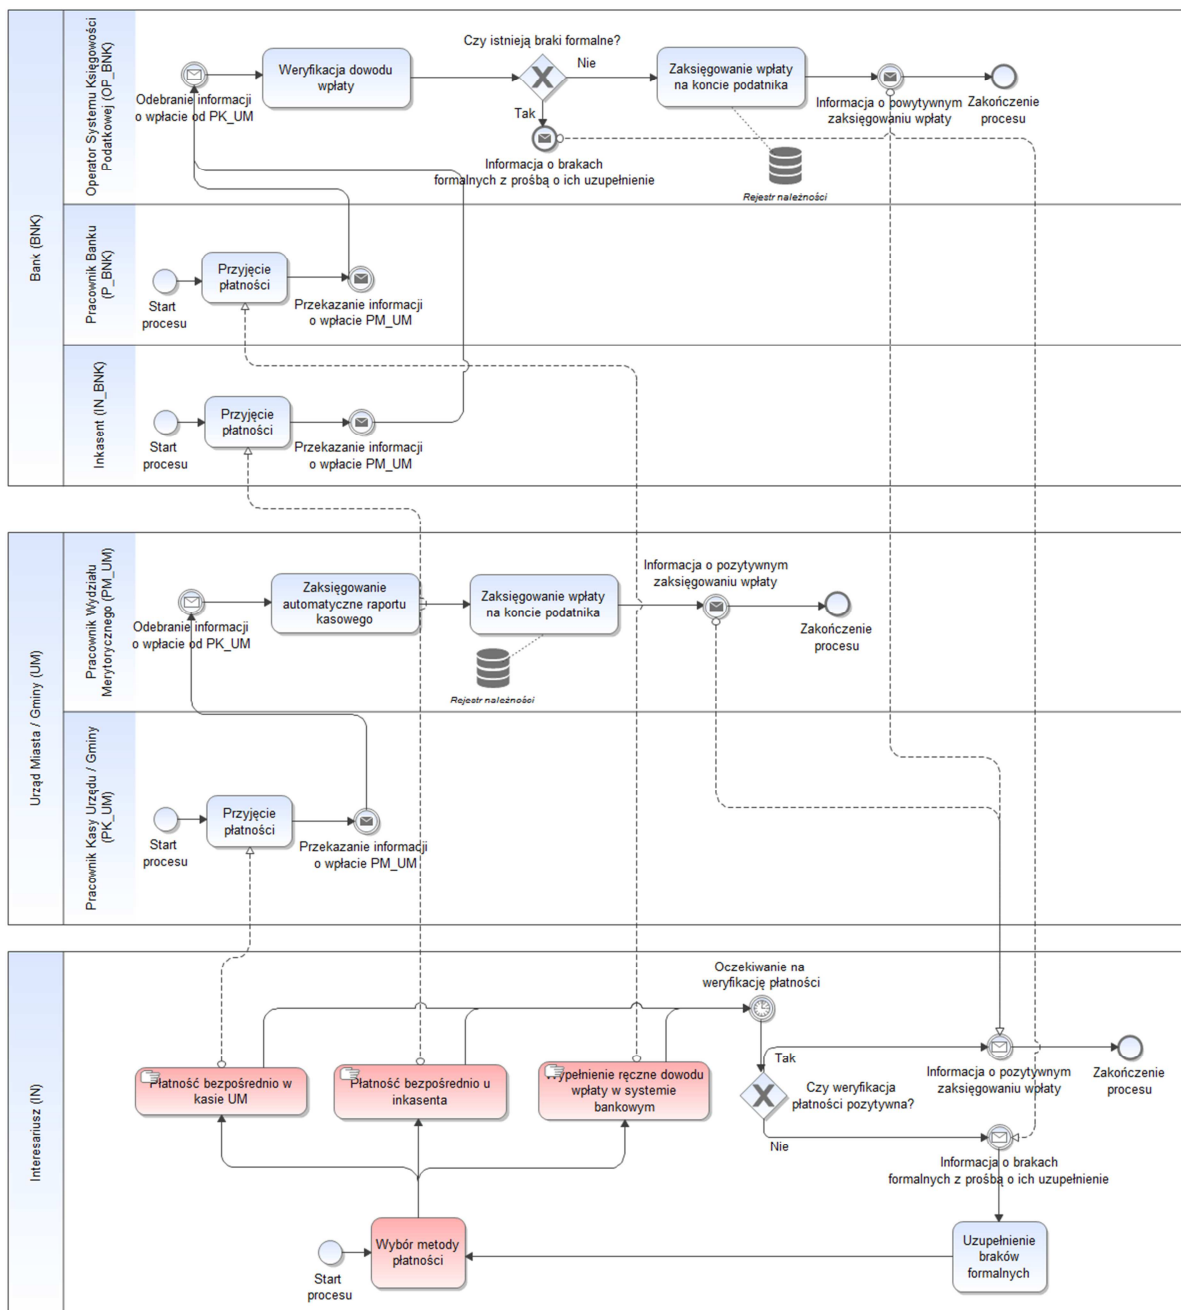 Bank (BNK)
Operator Systemu Księgowości
Podatkowej (OP_BNK)
Odebranie informacji
o wpłacie od PK_UM
Weryfikacja dowodu
wpłaty
Czy istnieją braki formalne?
Nie
Tak
Informacja o brakach
formalnych z prośbą o ich uzupełnienie
Zaksięgowanie wpłaty
na koncie podatnika
Rejestr należności
Informacja o powytywnym
zaksięgowaniu wpłaty
Zakończenie
procesu
Pracownik Banku
(P_BNK)
Start
procesu
Przyjęcie
płatności
Przekazanie informacji
o wpłacie PM_UM
Inkasent (IN_BNK)
Start
procesu
Przyjęcie
płatności
Przekazanie informacji
o wpłacie PM_UM
Urząd Miasta / Gminy (UM)
Pracownik Wydziału
Merytorycznego (PM_UM)
Odebranie informacji
o wpłacie od PK_UM
Zaksięgowanie
automatyczne raportu
kasowego
Zaksięgowanie wpłaty
na koncie podatnika
Rejestr należności
Informacja o pozytywnym
zaksięgowaniu wpłaty
Zakończenie
procesu
Pracownik Kasy Urzędu / Gminy
(PK_UM)
Start
procesu
Przyjęcie
płatności
Przekazanie informacji
o wpłacie PM_UM
Interesariusz (IN)
Oczekiwanie na
weryfikację płatności
Płatność bezpośrednio w
kasie UM
Płatność bezpośrednio u
inkasenta
Wypełnienie ręczne dowodu
wpłaty w systemie
bankowym
Tak
Czy weryfikacja
płatności pozytywna?
Nie
Informacja o pozytywnym
zaksięgowaniu wpłaty
Zakończenie
procesu
Informacja o brakach
formalnych z prośbą o ich uzupełnienie
Start
procesu
Wybór metody
płatności
Uzupełnienie
braków
formalnych